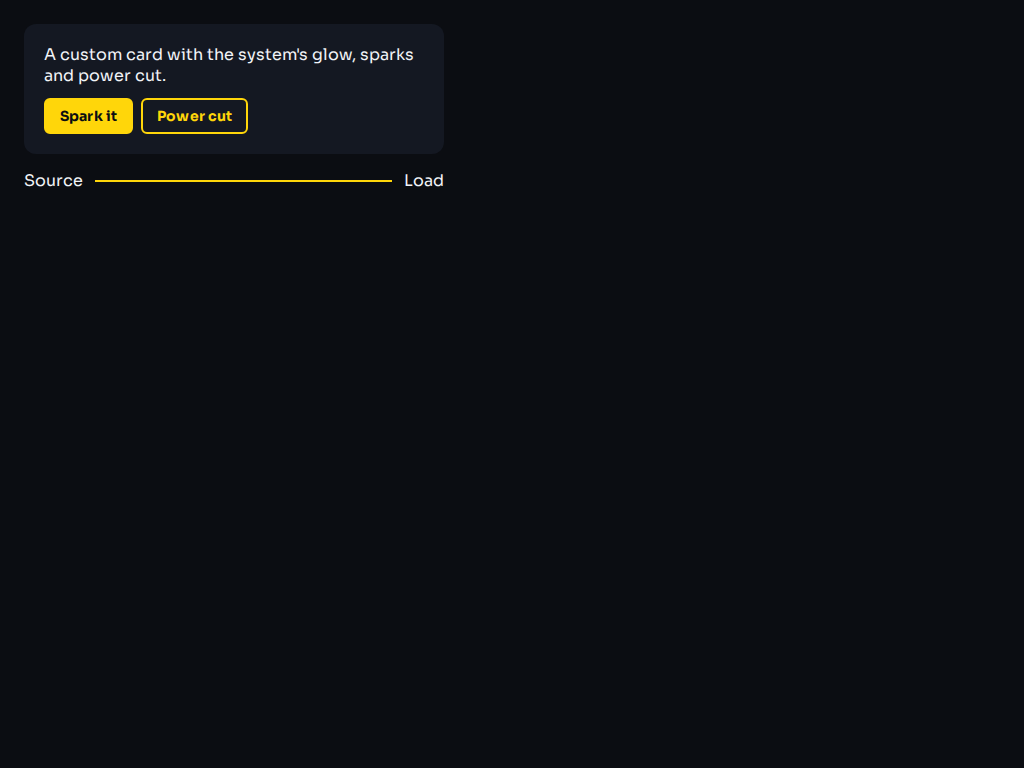 A custom card with the system's glow, sparks
and power cut.
Spark it
Power cut
Source
Load